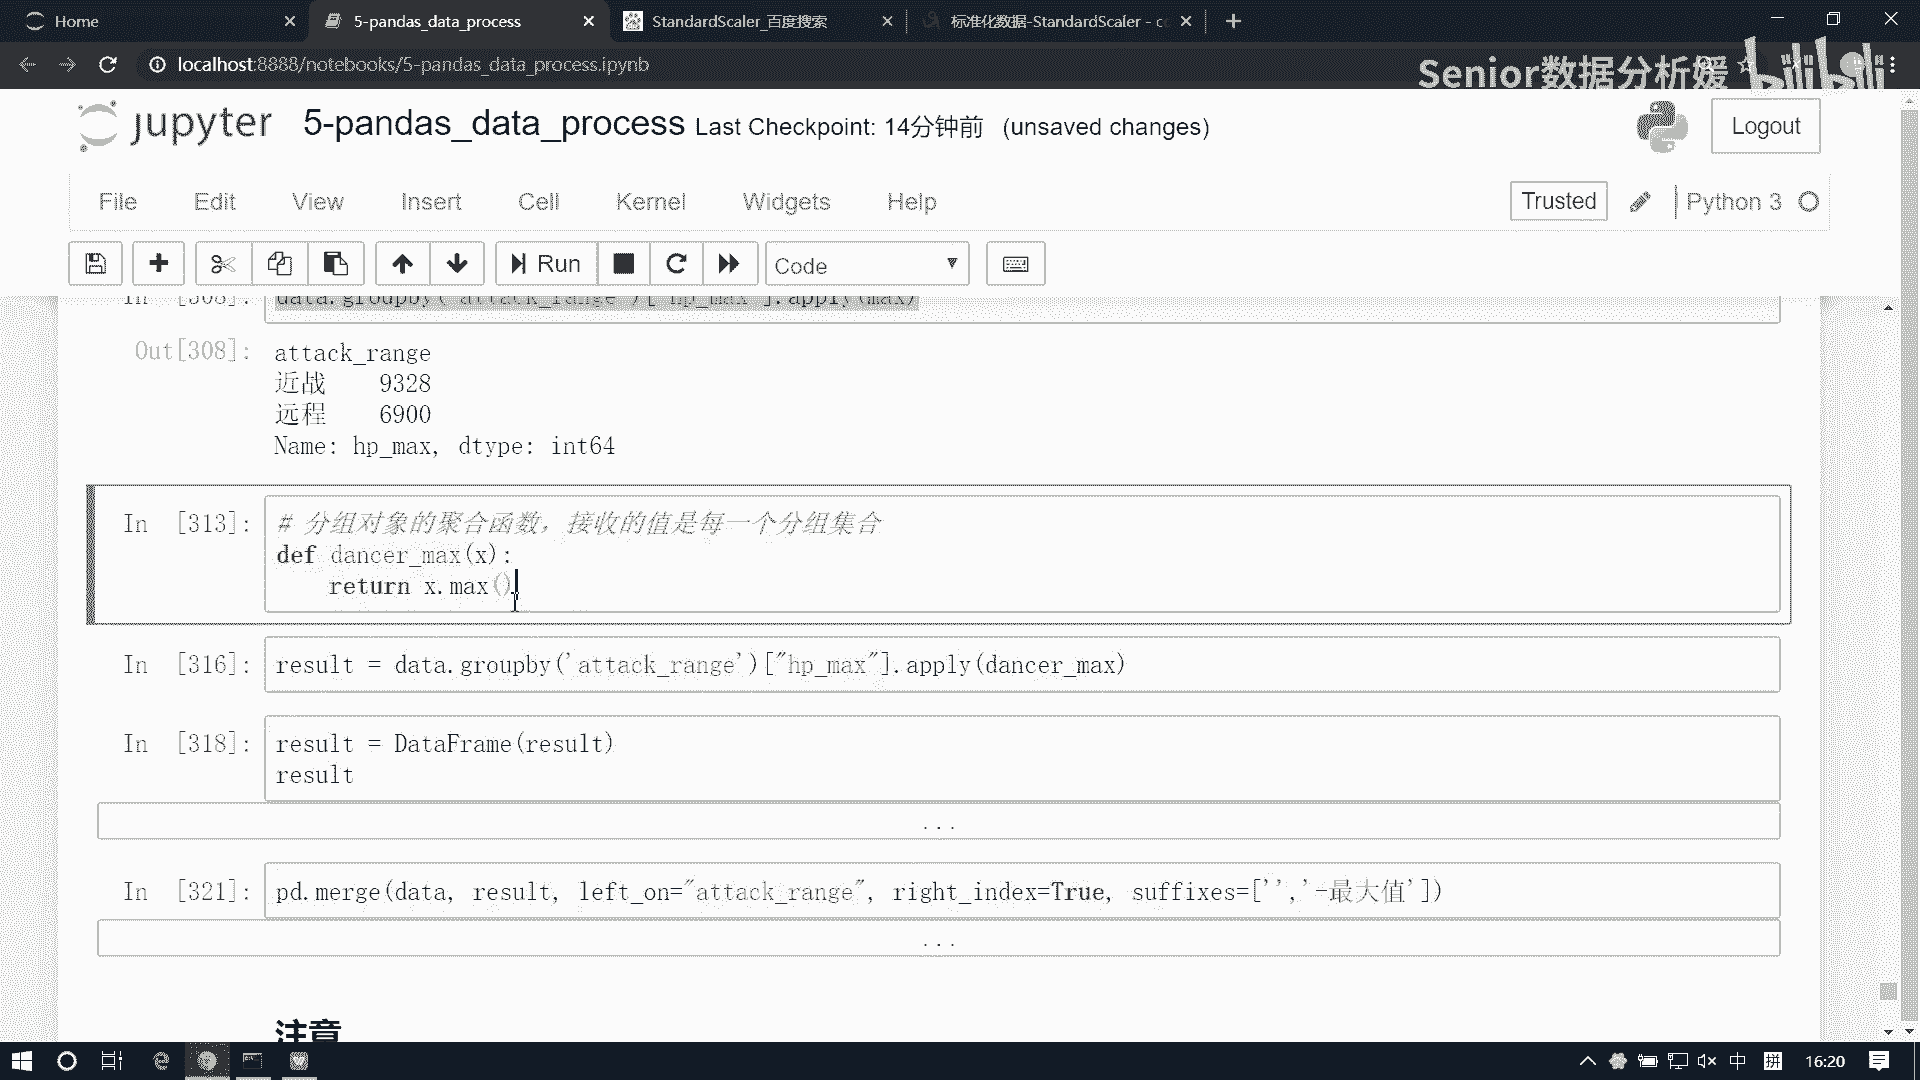 Home
5-pandas_data_process
StandardScaler_百度搜索
标准化数据-StandardScaler - c
localhost:8888/notebooks/5-pandas_data_process.ipynb
Senior数据分析媛
bilibili
jupyter 5-pandas_data_process Last Checkpoint: 14分钟前 (unsaved changes)
Logout
File Edit View Insert Cell Kernel Widgets Help
Trusted
Python 3
Run
Code
In [308]: data.groupby('attack_range')['hp_max'].apply(max)
Out[308]: attack_range
近战 9328
远程 6900
Name: hp_max, dtype: int64
In [313]: # 分组对象的聚合函数，接收的值是每一个分组集合
def dancer_max(x):
return x.max()
In [316]: result = data.groupby('attack_range')["hp_max"].apply(dancer_max)
In [318]: result = DataFrame(result)
result
...
In [321]: pd.merge(data, result, left_on="attack_range", right_index=True, suffixes=['','-最大值'])
...
注意
中
拼
16:20